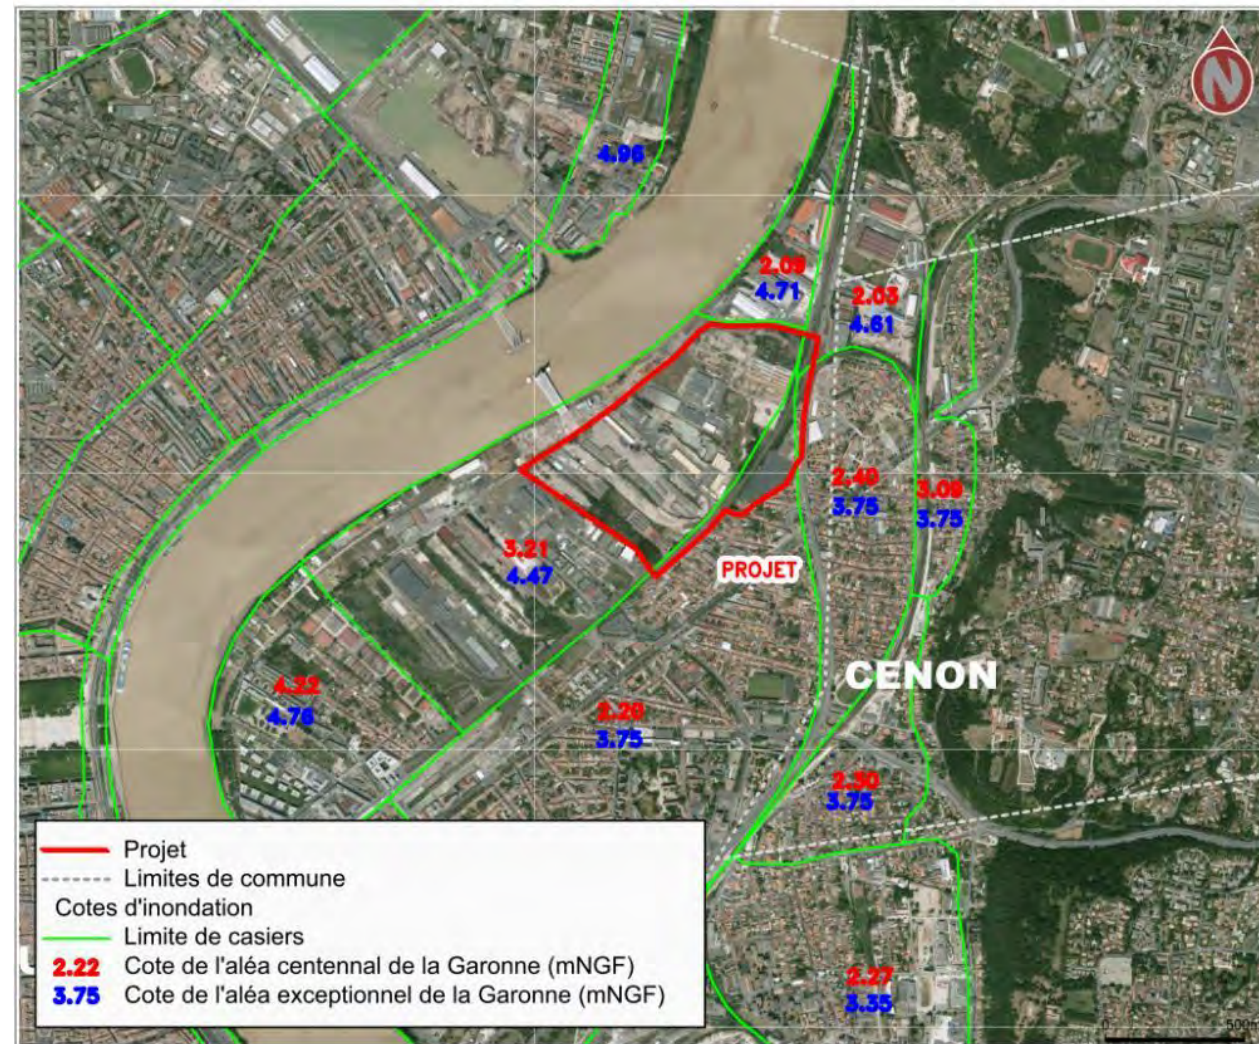 N
4.96
2.09
4.71
2.03
4.61
2.40
3.75
3.09
3.75
3.21
4.47
PROJET
CENON
4.22
4.76
2.20
3.75
2.30
3.75
2.27
3.35
Projet
Limites de commune
Cotes d'inondation
Limite de casiers
2.22 Cote de l'aléa centennal de la Garonne (mNGF)
3.75 Cote de l'aléa exceptionnel de la Garonne (mNGF)
0 500m